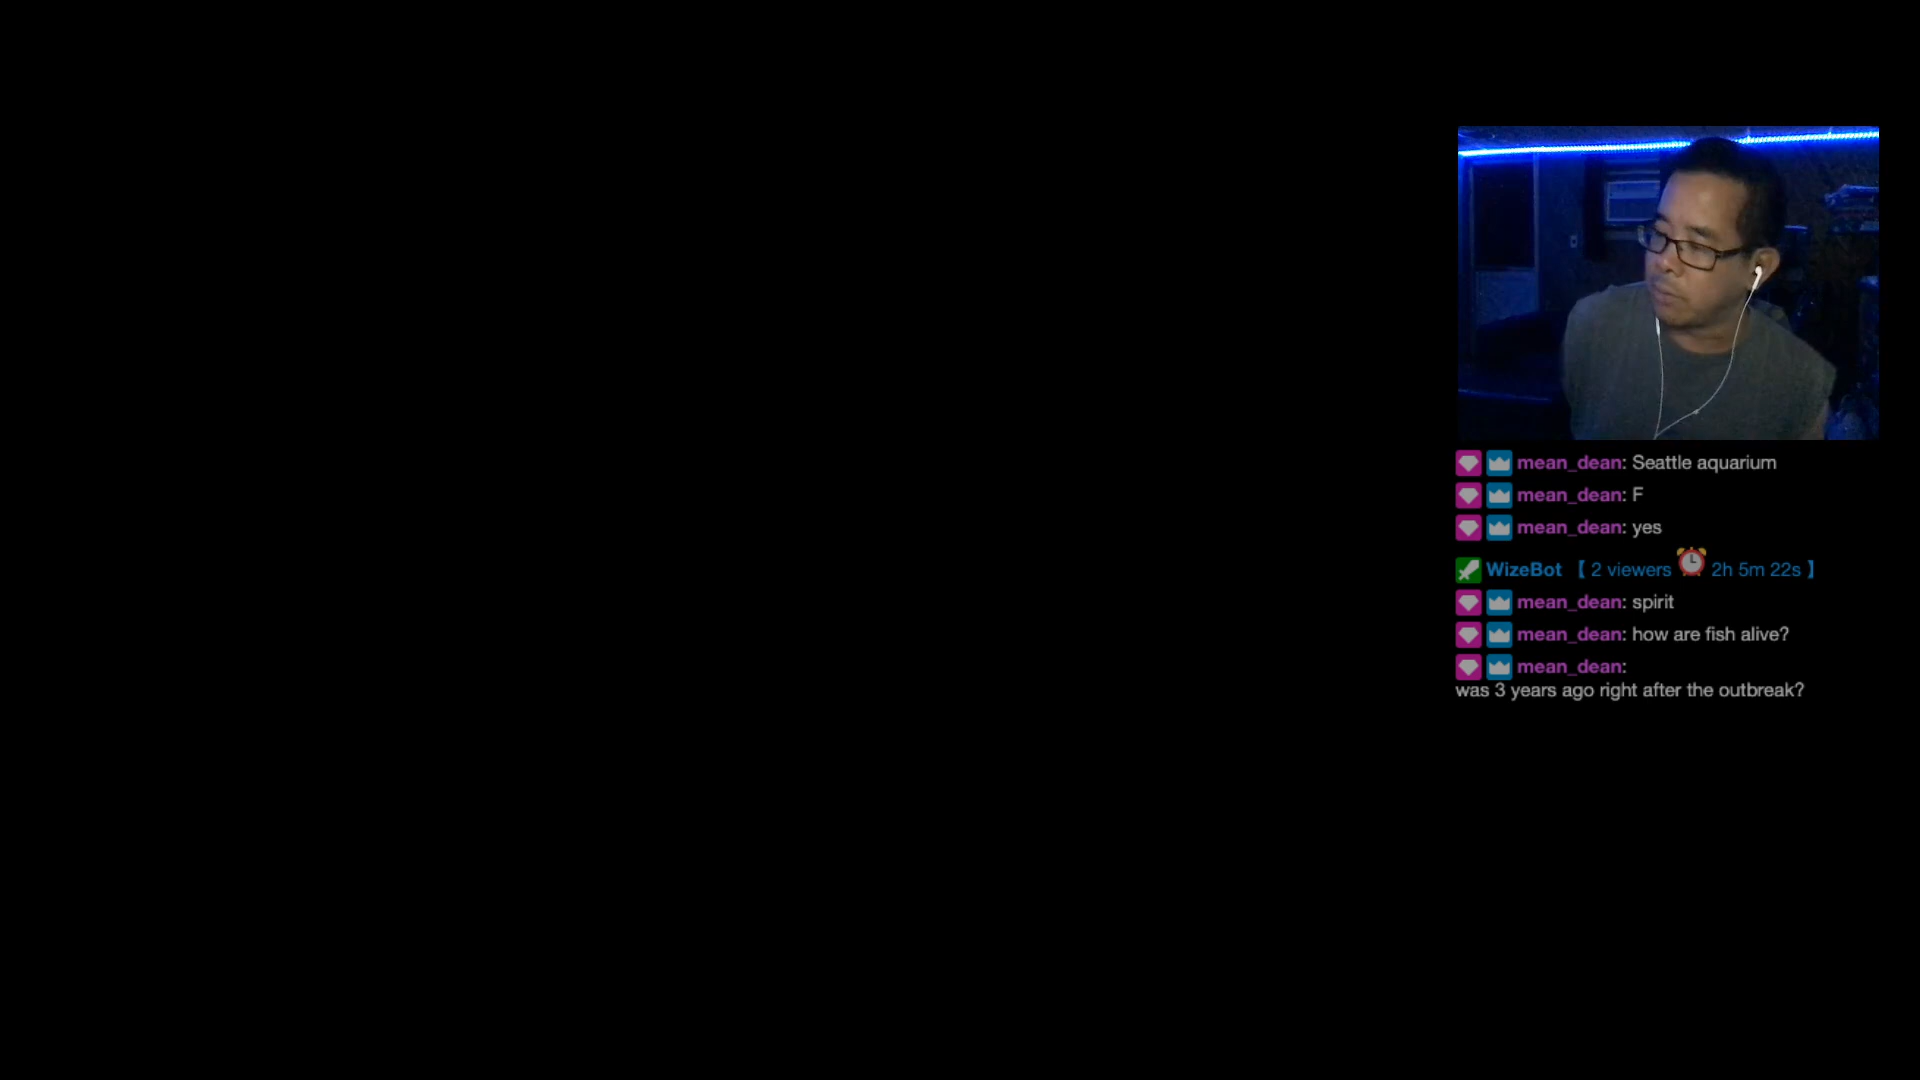 mean_dean: Seattle aquarium
mean_dean: F
mean_dean: yes
WizeBot 【 2 viewers 2h 5m 22s 】
mean_dean: spirit
mean_dean: how are fish alive?
mean_dean:
was 3 years ago right after the outbreak?